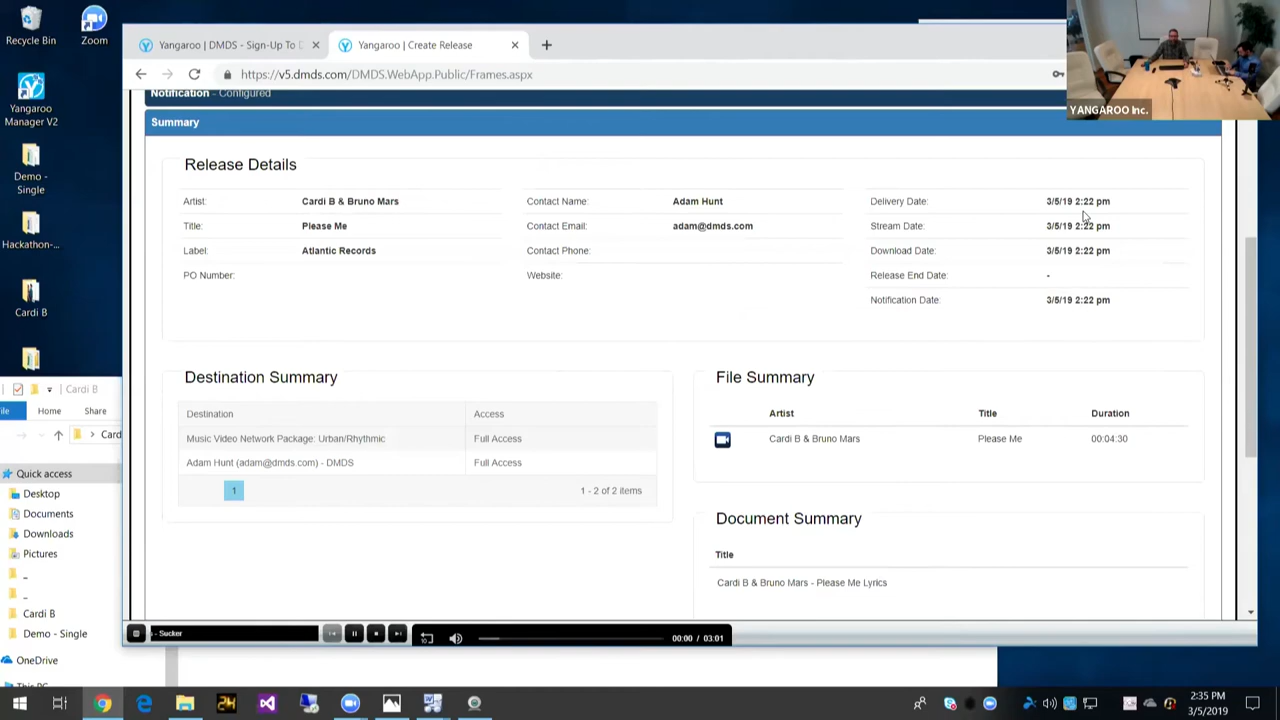 Recycle Bin
Zoom
Yangaroo Manager V2
Demo - Single
Hackathon-...
Cardi B
Yangaroo | DMDS - Sign-Up To
Yangaroo | Create Release
https://v5.dmds.com/DMDS.WebApp.Public/Frames.aspx
YANGAROO Inc.
Notification - Configured
Summary
Release Details
Artist: Cardi B & Bruno Mars
Title: Please Me
Label: Atlantic Records
PO Number:
Contact Name: Adam Hunt
Contact Email: adam@dmds.com
Contact Phone:
Website:
Delivery Date: 3/5/19 2:22 pm
Stream Date: 3/5/19 2:22 pm
Download Date: 3/5/19 2:22 pm
Release End Date: -
Notification Date: 3/5/19 2:22 pm
Destination Summary
Destination Access
Music Video Network Package: Urban/Rhythmic Full Access
Adam Hunt (adam@dmds.com) - DMDS Full Access
1 1 - 2 of 2 items
File Summary
Artist Title Duration
Cardi B & Bruno Mars Please Me 00:04:30
Document Summary
Title
Cardi B & Bruno Mars - Please Me Lyrics
Cardi B
Home Share
Card
Quick access
Desktop
Documents
Downloads
Pictures
_
_
Cardi B
Demo - Single
OneDrive
- Sucker
10
00:00 / 03:01
2:35 PM
3/5/2019